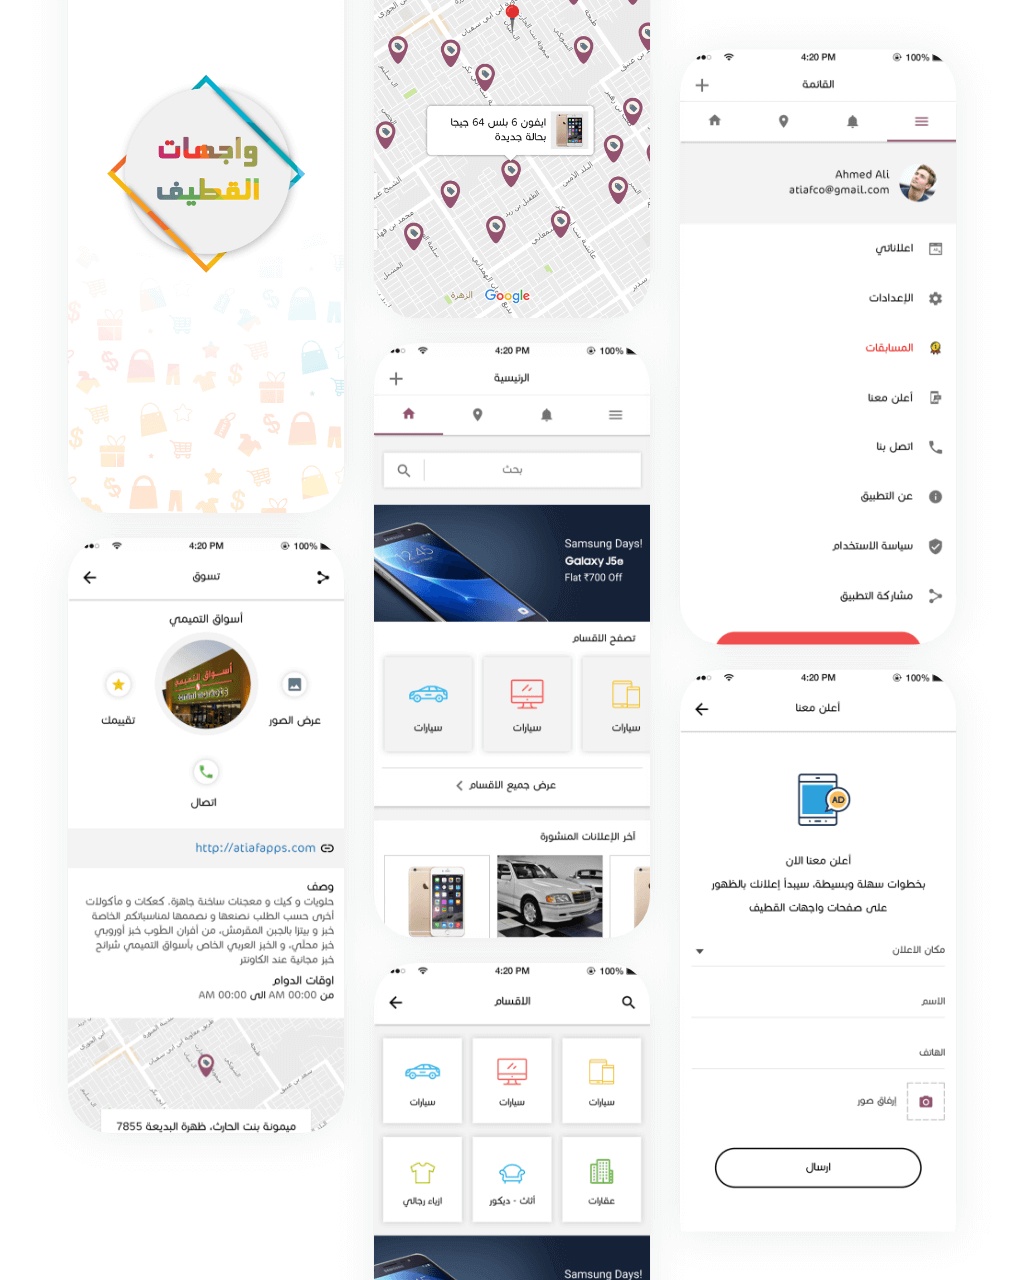 واجهات
القطيف
4:20 PM
100%
تسوق
أسواق التميمي
أسواق التميمي
tamimi markets
عرض الصور
تقييمك
اتصال
http://atiafapps.com
وصف
حلويات و كيك و معجنات ساخنة جاهزة. كعكات و مأكولات
أخرى حسب الطلب نصنعها و نصممها لمناسباتكم الخاصة
خبز و بيتزا بالجبن المقرمش، من أفران الطوب خبز أوروبي
خبز محلّي، و الخبز العربي الخاص بأسواق التميمي شرائح
خبز مجانية عند الكاونتر
اوقات الدوام
من 00:00 AM الى 00:00 AM
ميمونة بنت الحارث، ظهرة البديعة 7855
ايفون 6 بلس 64 جيجا
بحالة جديدة
الزهرة
Google
4:20 PM
100%
الرئيسية
بحث
Samsung Days!
Galaxy J5e
Flat ₹700 Off
12:45
تصفح الاقسام
سيارات
سيارات
سيارات
عرض جميع الاقسام
آخر الإعلانات المنشورة
4:20 PM
100%
الاقسام
سيارات
سيارات
سيارات
عقارات
أثاث - ديكور
ازياء رجالي
Samsung Days!
4:20 PM
100%
القائمة
Ahmed Ali
atiafco@gmail.com
اعلاناتي
الإعدادات
المسابقات
أعلن معنا
اتصل بنا
عن التطبيق
سياسة الاستخدام
مشاركة التطبيق
4:20 PM
100%
أعلن معنا
AD
أعلن معنا الان
بخطوات سهلة وبسيطة، سيبدأ إعلانك بالظهور
على صفحات واجهات القطيف
مكان الاعلان
الاسم
الهاتف
إرفاق صور
ارسال